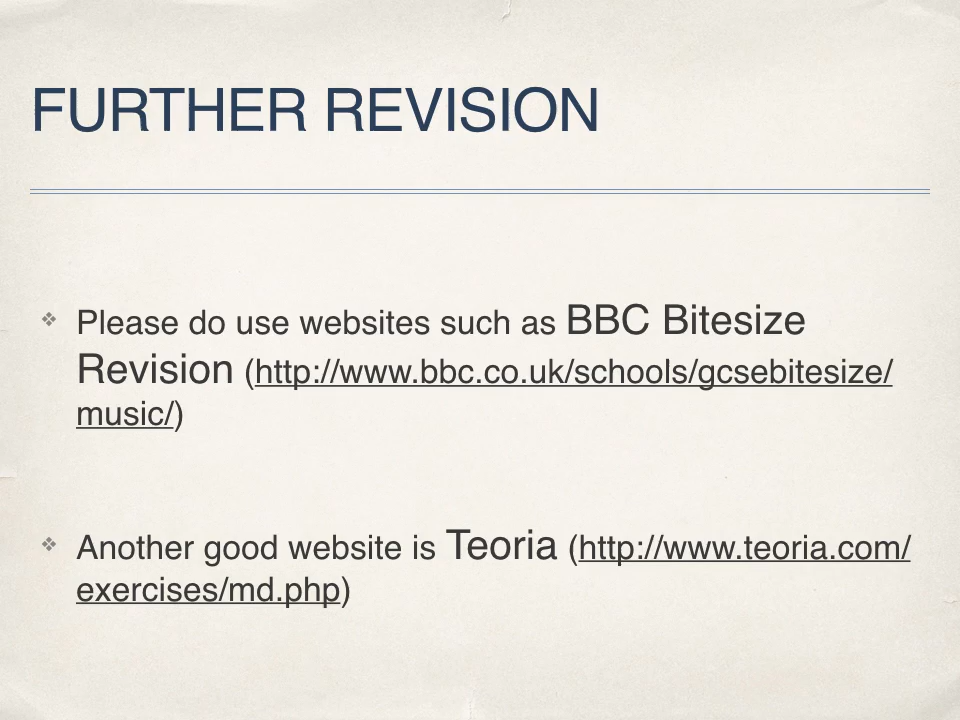 FURTHER REVISION
Please do use websites such as BBC Bitesize
Revision (http://www.bbc.co.uk/schools/gcsebitesize/
music/)
Another good website is Teoria (http://www.teoria.com/
exercises/md.php)